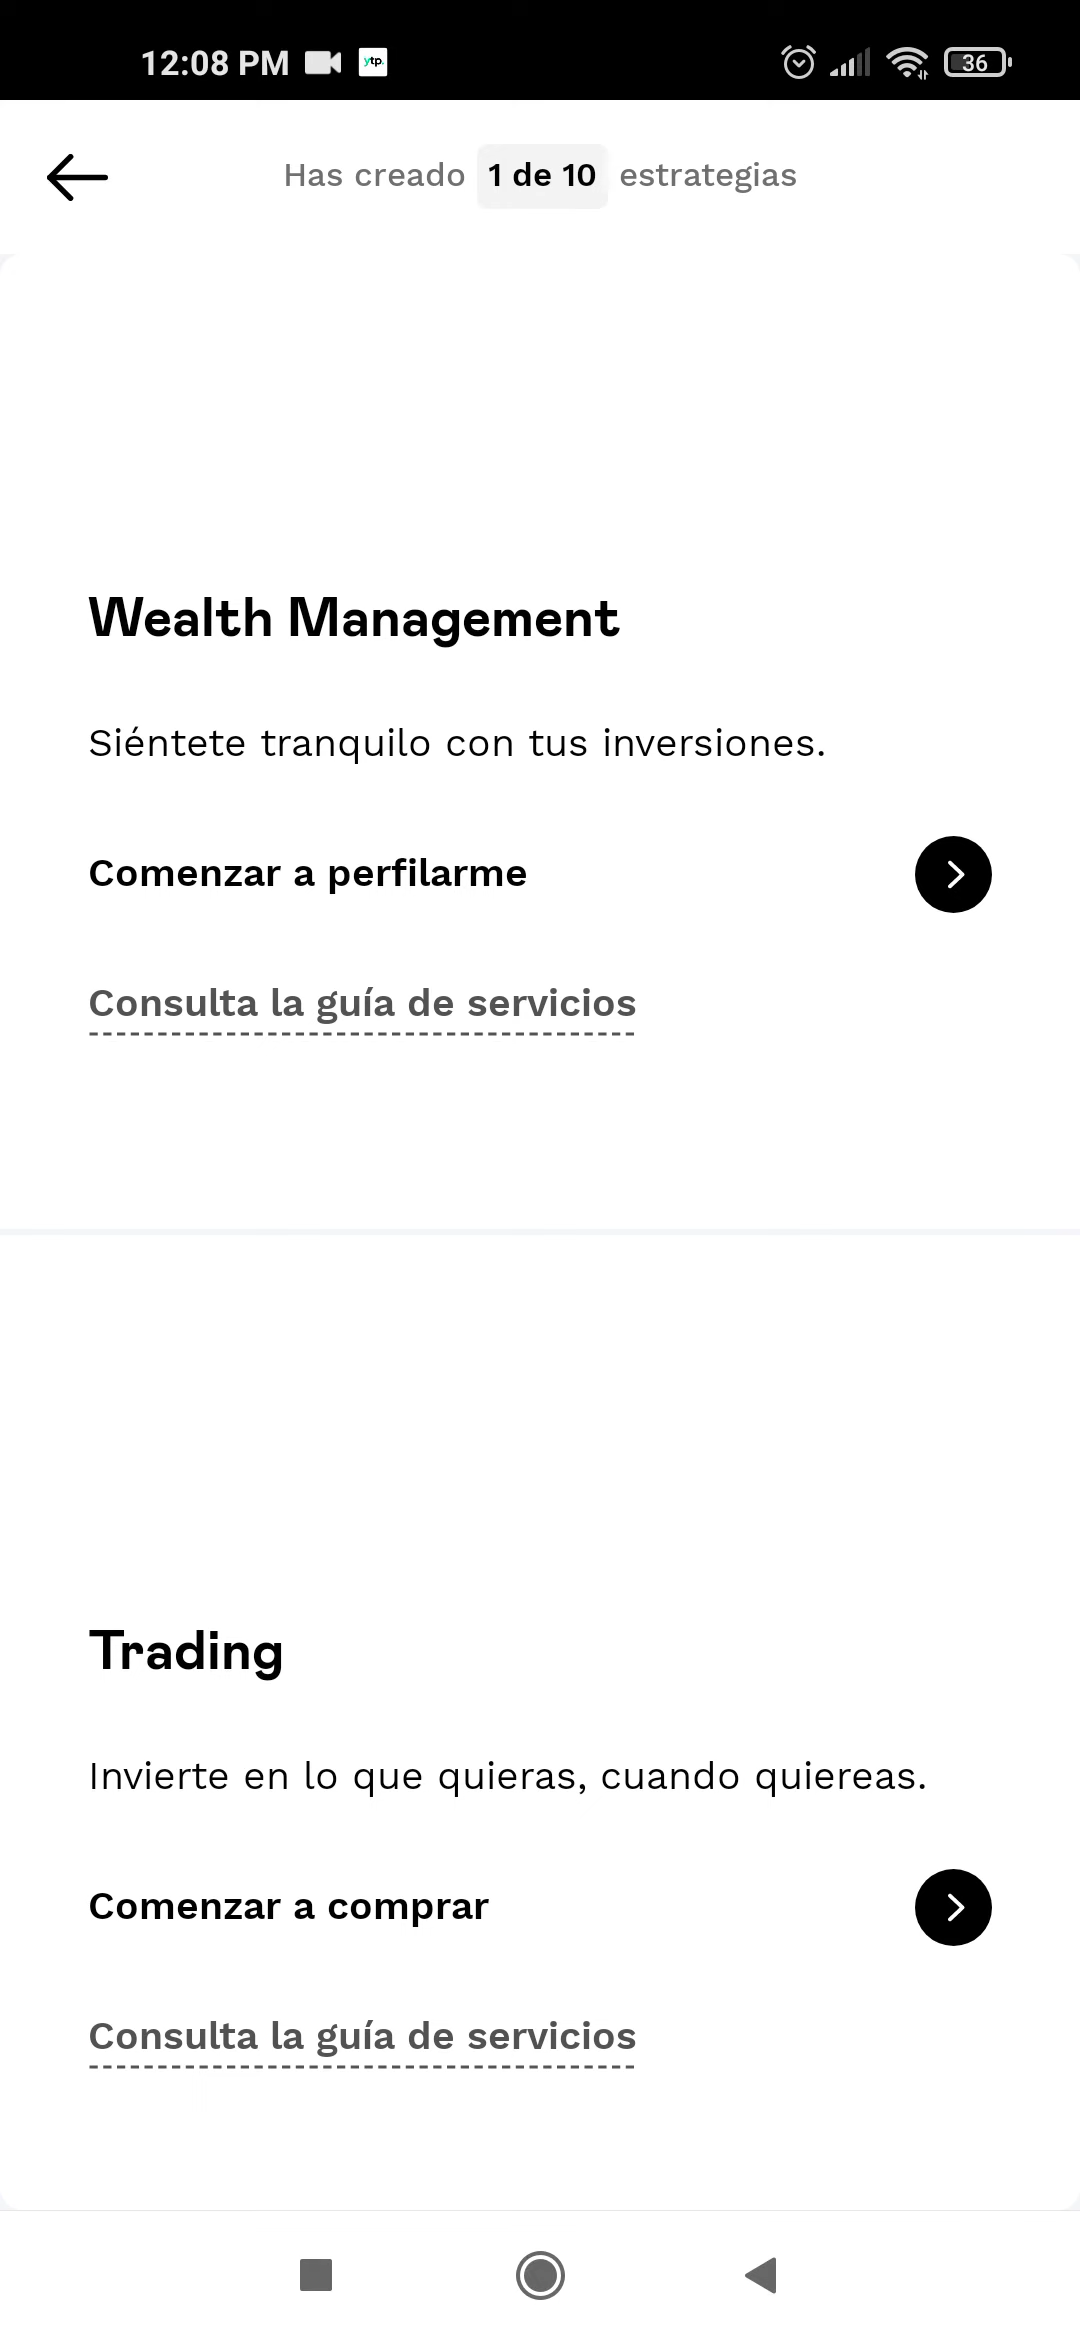 12:08 PM ytp. 36
Has creado 1 de 10 estrategias
Wealth Management
Siéntete tranquilo con tus inversiones.
Comenzar a perfilarme
Consulta la guía de servicios
Trading
Invierte en lo que quieras, cuando quiereas.
Comenzar a comprar
Consulta la guía de servicios